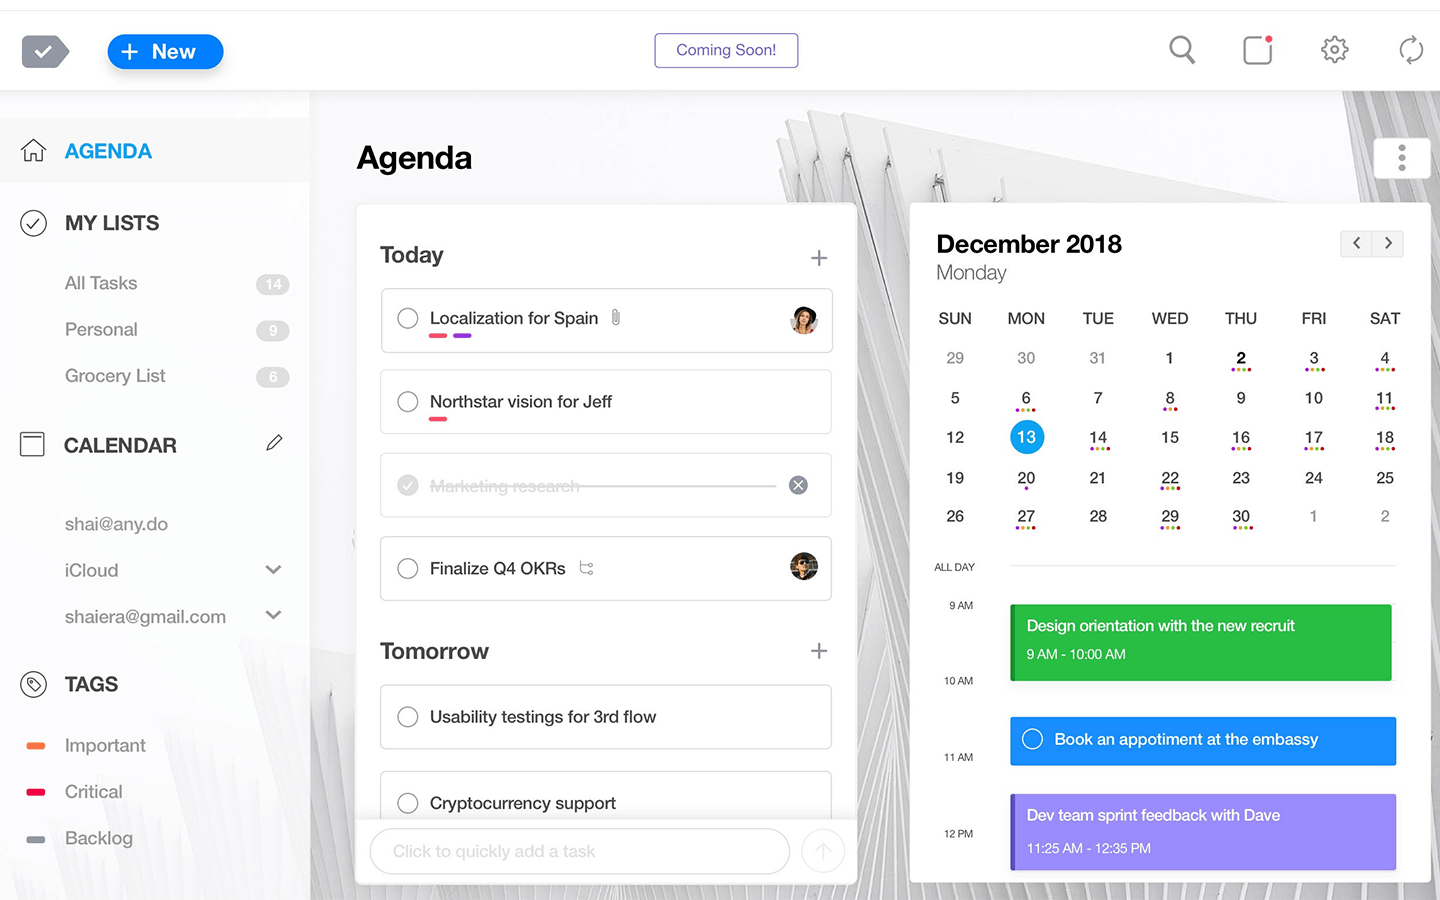 + New
Coming Soon!
AGENDA
MY LISTS
All Tasks 14
Personal 9
Grocery List 6
CALENDAR
shai@any.do
iCloud
shaiera@gmail.com
TAGS
Important
Critical
Backlog
Agenda
Today +
Localization for Spain
Northstar vision for Jeff
Marketing research
Finalize Q4 OKRs
Tomorrow +
Usability testings for 3rd flow
Cryptocurrency support
Click to quickly add a task
December 2018
Monday
SUN MON TUE WED THU FRI SAT
29 30 31 1 2 3 4
5 6 7 8 9 10 11
12 13 14 15 16 17 18
19 20 21 22 23 24 25
26 27 28 29 30 1 2
ALL DAY
9 AM
Design orientation with the new recruit
9 AM - 10:00 AM
10 AM
Book an appotiment at the embassy
11 AM
Dev team sprint feedback with Dave
12 PM
11:25 AM - 12:35 PM